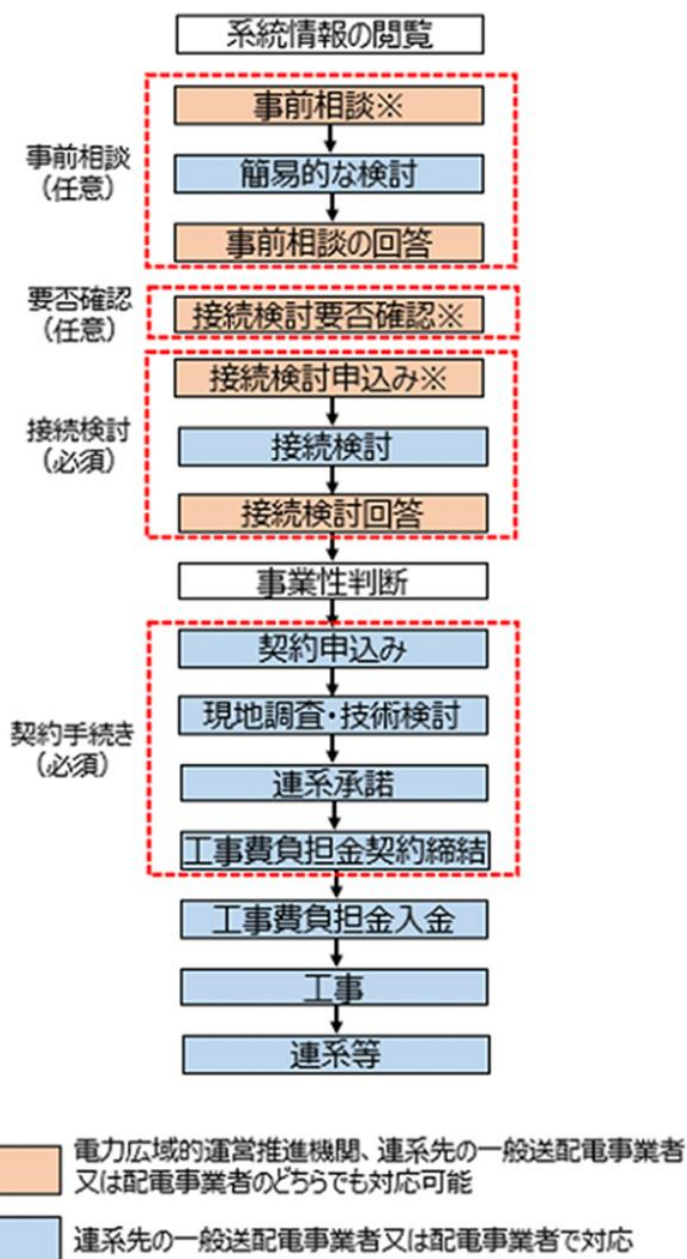 系統情報の閲覧
事前相談
(任意)
事前相談※
簡易的な検討
事前相談の回答
要否確認
(任意)
接続検討要否確認※
接続検討
(必須)
接続検討申込み※
接続検討
接続検討回答
事業性判断
契約手続き
(必須)
契約申込み
現地調査・技術検討
連系承諾
工事費負担金契約締結
工事費負担金入金
工事
連系等
電力広域的運営推進機関、連系先の一般送配電事業者
又は配電事業者のどちらでも対応可能
連系先の一般送配電事業者又は配電事業者で対応